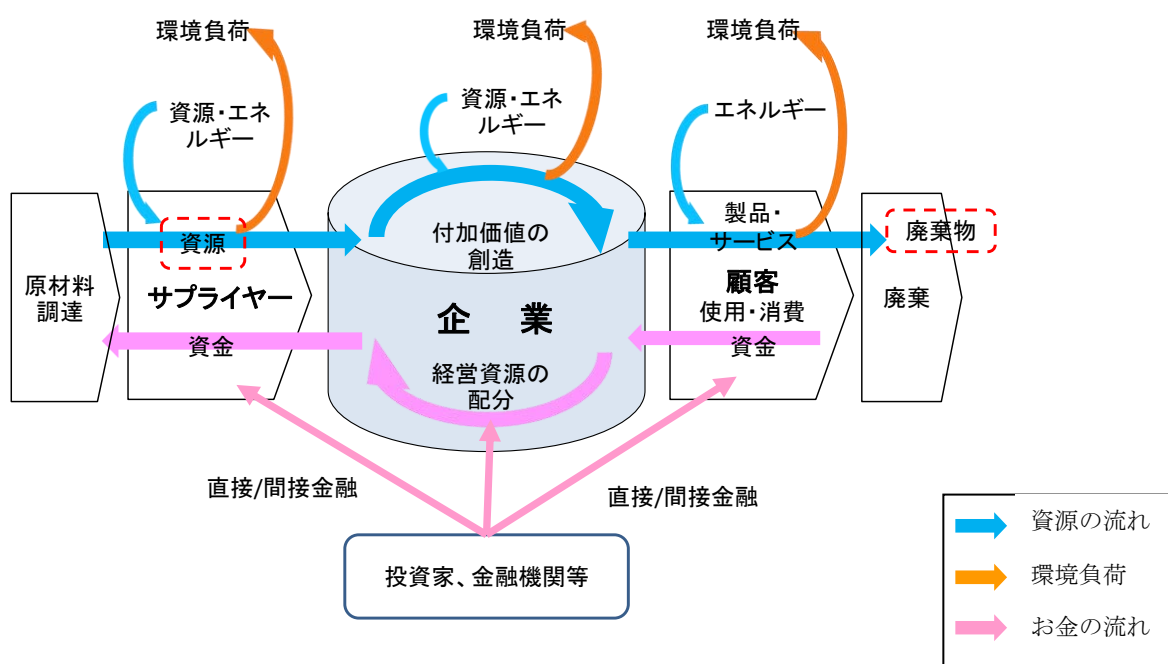 環境負荷
環境負荷
環境負荷
資源・エネ
ルギー
資源・エネ
ルギー
エネルギー
原材料
調達
資源
サプライヤー
資金
付加価値の
創造
企　業
経営資源の
配分
製品・
サービス
顧客
使用・消費
資金
廃棄物
廃棄
直接/間接金融
直接/間接金融
投資家、金融機関等
資源の流れ
環境負荷
お金の流れ